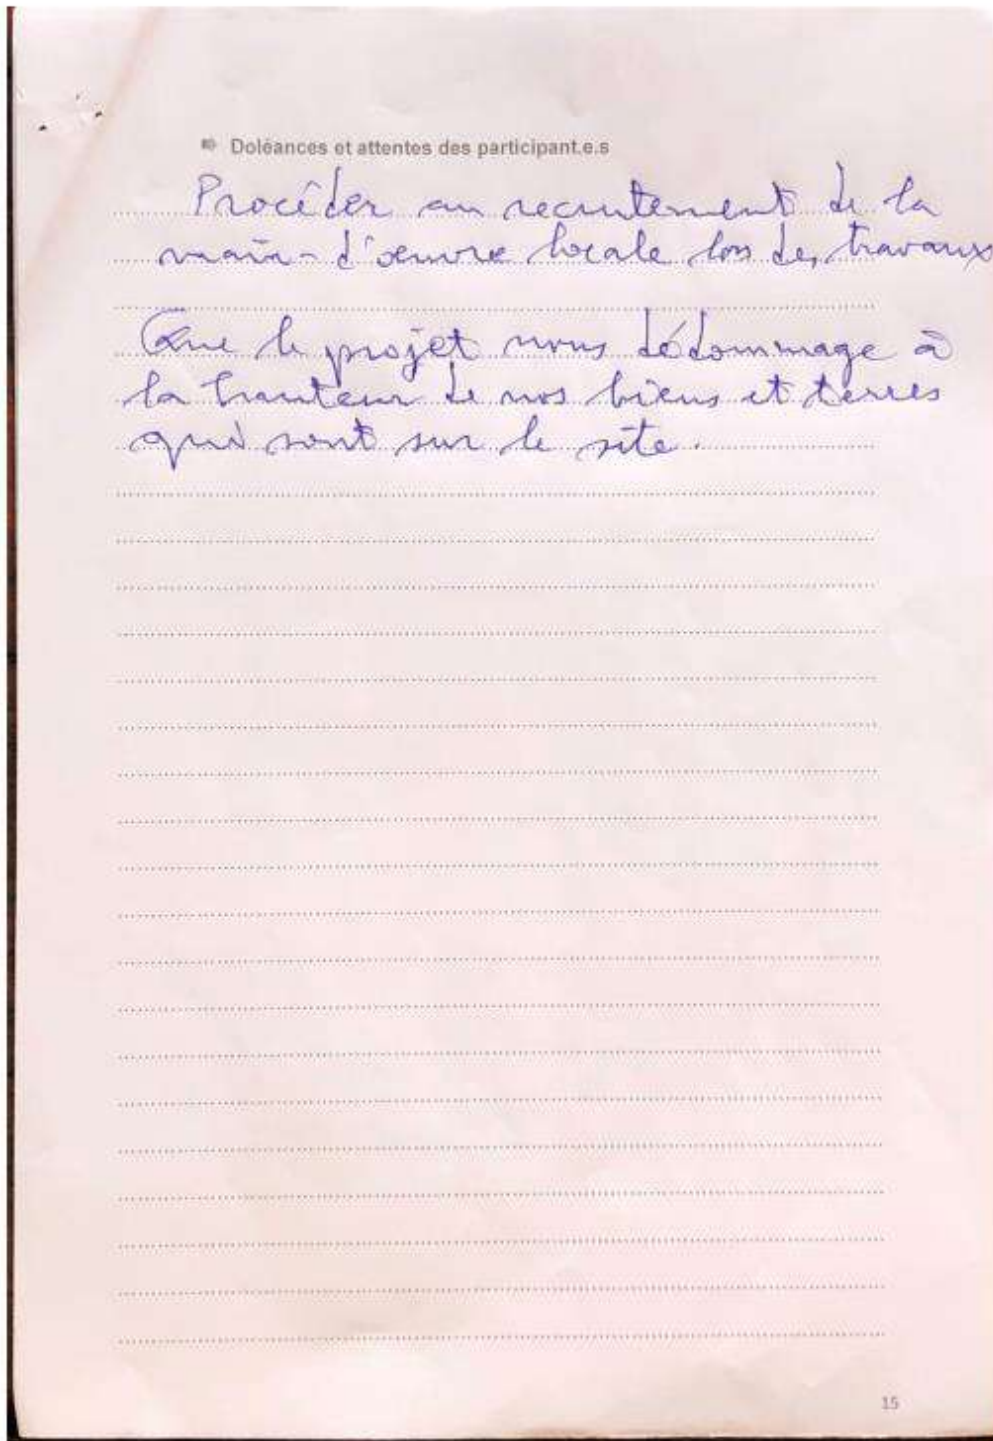 ➠ Doléances et attentes des participant.e.s
Procéder au recrutement de la
main-d'œuvre locale lors des travaux
Que le projet nous dédommage à
la hauteur de nos biens et terres
qui sont sur le site.
15